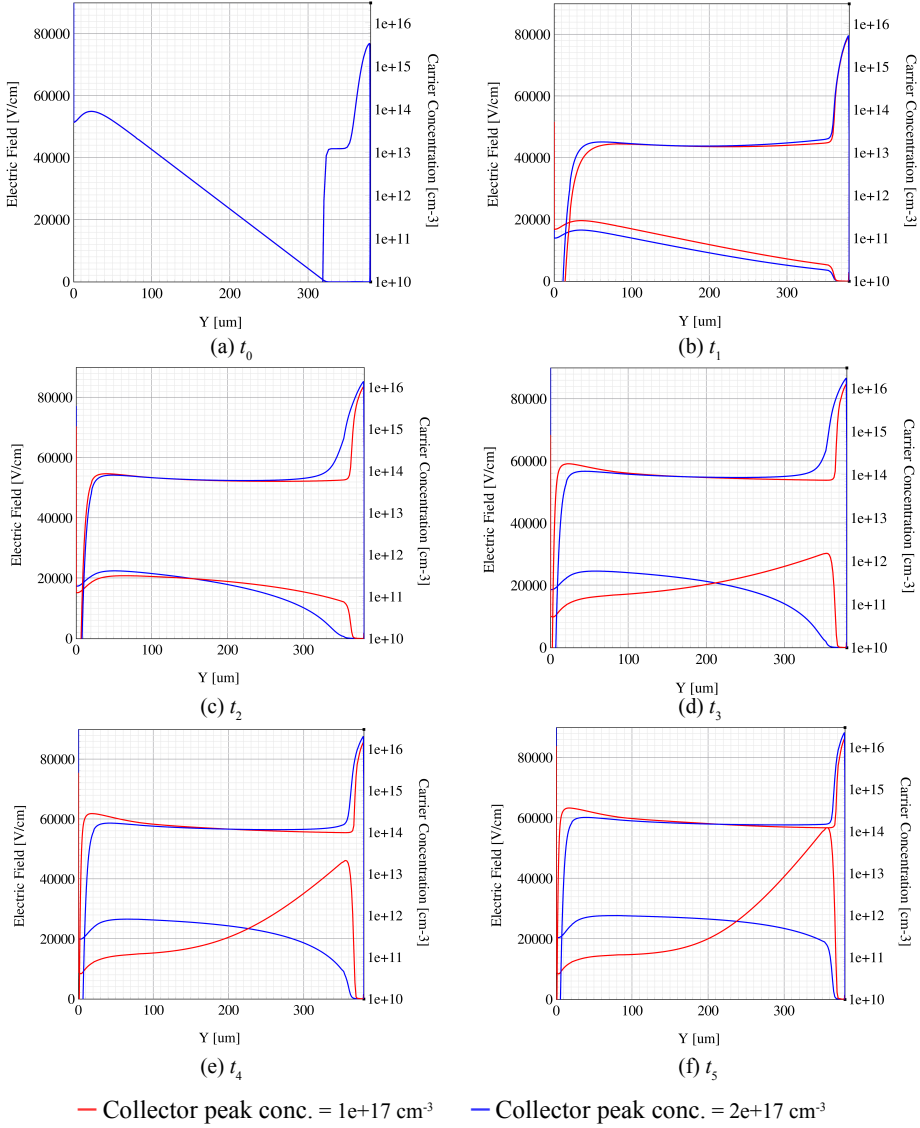 80000
60000
40000
20000
0
Electric Field [V/cm]
1e+16
1e+15
1e+14
1e+13
1e+12
1e+11
1e+10
Carrier Concentration [cm-3]
0 100 200 300
Y [um]
(a) t0
80000
60000
40000
20000
0
Electric Field [V/cm]
1e+16
1e+15
1e+14
1e+13
1e+12
1e+11
1e+10
Carrier Concentration [cm-3]
0 100 200 300
Y [um]
(b) t1
80000
60000
40000
20000
0
Electric Field [V/cm]
1e+16
1e+15
1e+14
1e+13
1e+12
1e+11
1e+10
Carrier Concentration [cm-3]
0 100 200 300
Y [um]
(c) t2
80000
60000
40000
20000
0
Electric Field [V/cm]
1e+16
1e+15
1e+14
1e+13
1e+12
1e+11
1e+10
Carrier Concentration [cm-3]
0 100 200 300
Y [um]
(d) t3
80000
60000
40000
20000
0
Electric Field [V/cm]
1e+16
1e+15
1e+14
1e+13
1e+12
1e+11
1e+10
Carrier Concentration [cm-3]
0 100 200 300
Y [um]
(e) t4
80000
60000
40000
20000
0
Electric Field [V/cm]
1e+16
1e+15
1e+14
1e+13
1e+12
1e+11
1e+10
Carrier Concentration [cm-3]
0 100 200 300
Y [um]
(f) t5
Collector peak conc. = 1e+17 cm-3
Collector peak conc. = 2e+17 cm-3